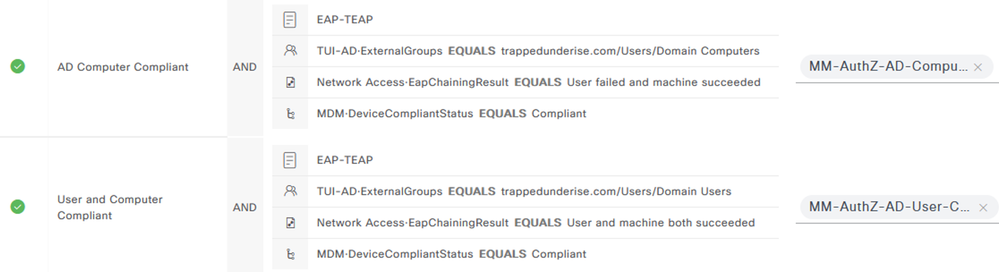 EAP-TEAP
TUI-AD·ExternalGroups EQUALS trappedunderise.com/Users/Domain Computers
AD Computer Compliant AND MM-AuthZ-AD-Compu... ×
Network Access·EapChainingResult EQUALS User failed and machine succeeded
MDM·DeviceCompliantStatus EQUALS Compliant
EAP-TEAP
TUI-AD·ExternalGroups EQUALS trappedunderise.com/Users/Domain Users
User and Computer
Compliant
AND MM-AuthZ-AD-User-C... ×
Network Access·EapChainingResult EQUALS User and machine both succeeded
MDM·DeviceCompliantStatus EQUALS Compliant